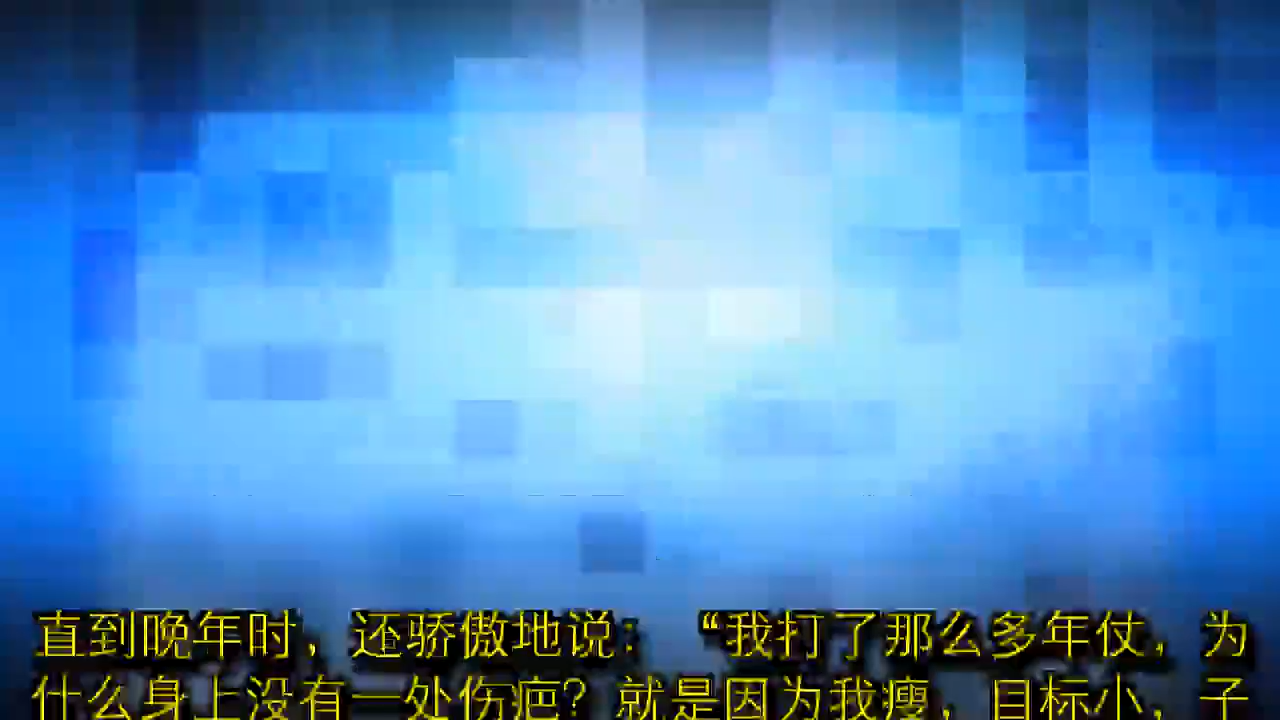 直到晚年时，还骄傲地说：“我打了那么多年仗，为
什么身上没有一处伤疤？就是因为我瘦，目标小，子